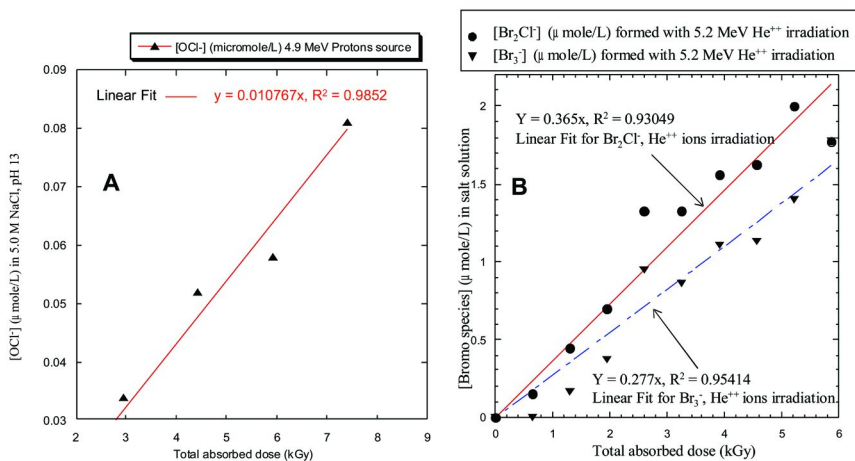 [OCl-] (micromole/L) 4.9 MeV Protons source
Linear Fit
y = 0.010767x, R² = 0.9852
A
[OCl⁻] (µ mole/L) in 5.0 M NaCl, pH 13
0.09
0.08
0.07
0.06
0.05
0.04
0.03
2 3 4 5 6 7 8 9
Total absorbed dose (kGy)
[Br₂Cl⁻] (µ mole/L) formed with 5.2 MeV He⁺⁺ irradiation
[Br₃⁻] (µ mole/L) formed with 5.2 MeV He⁺⁺ irradiation
Y = 0.365x, R² = 0.93049
Linear Fit for Br₂Cl⁻, He⁺⁺ ions irradiation
B
[Bromo species] (µ mole/L) in salt solution
2
1.5
1
0.5
0
Y = 0.277x, R² = 0.95414
Linear Fit for Br₃⁻, He⁺⁺ ions irradiation.
0 1 2 3 4 5 6
Total absorbed dose (kGy)